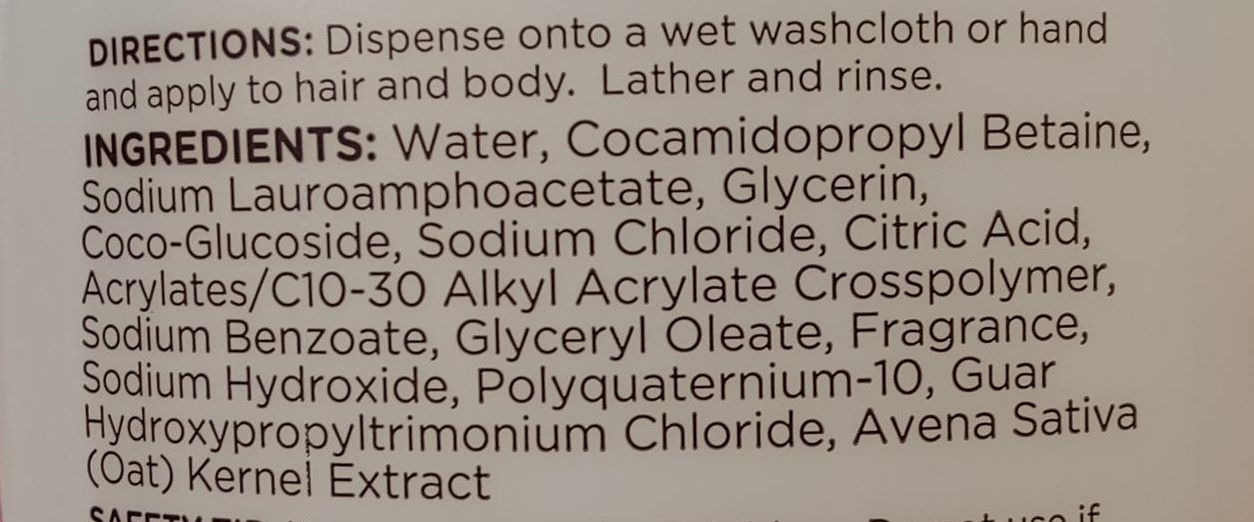 DIRECTIONS: Dispense onto a wet washcloth or hand
and apply to hair and body. Lather and rinse.
INGREDIENTS: Water, Cocamidopropyl Betaine,
Sodium Lauroamphoacetate, Glycerin,
Coco-Glucoside, Sodium Chloride, Citric Acid,
Acrylates/C10-30 Alkyl Acrylate Crosspolymer,
Sodium Benzoate, Glyceryl Oleate, Fragrance,
Sodium Hydroxide, Polyquaternium-10, Guar
Hydroxypropyltrimonium Chloride, Avena Sativa
(Oat) Kernel Extract
use if